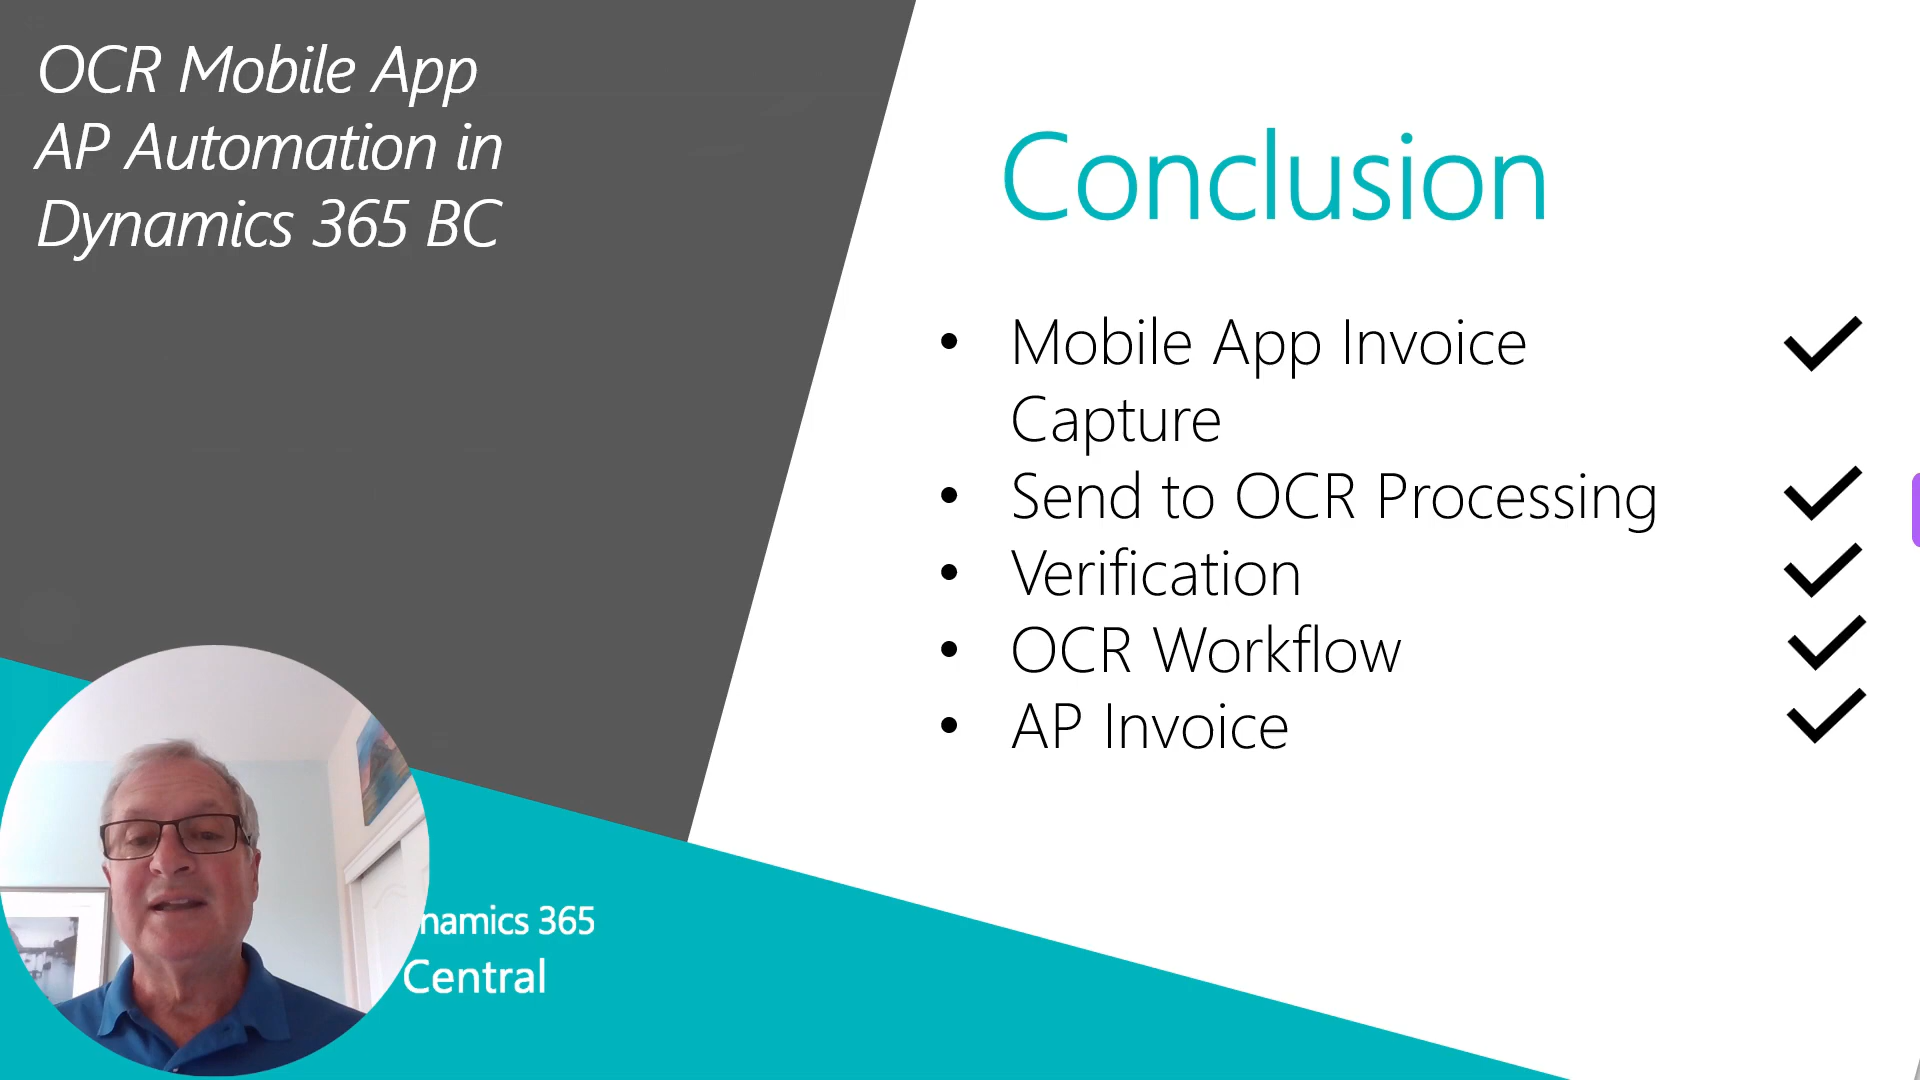 OCR Mobile App
AP Automation in
Dynamics 365 BC
Conclusion
• Mobile App Invoice
Capture
• Send to OCR Processing
• Verification
• OCR Workflow
• AP Invoice
namics 365
Central